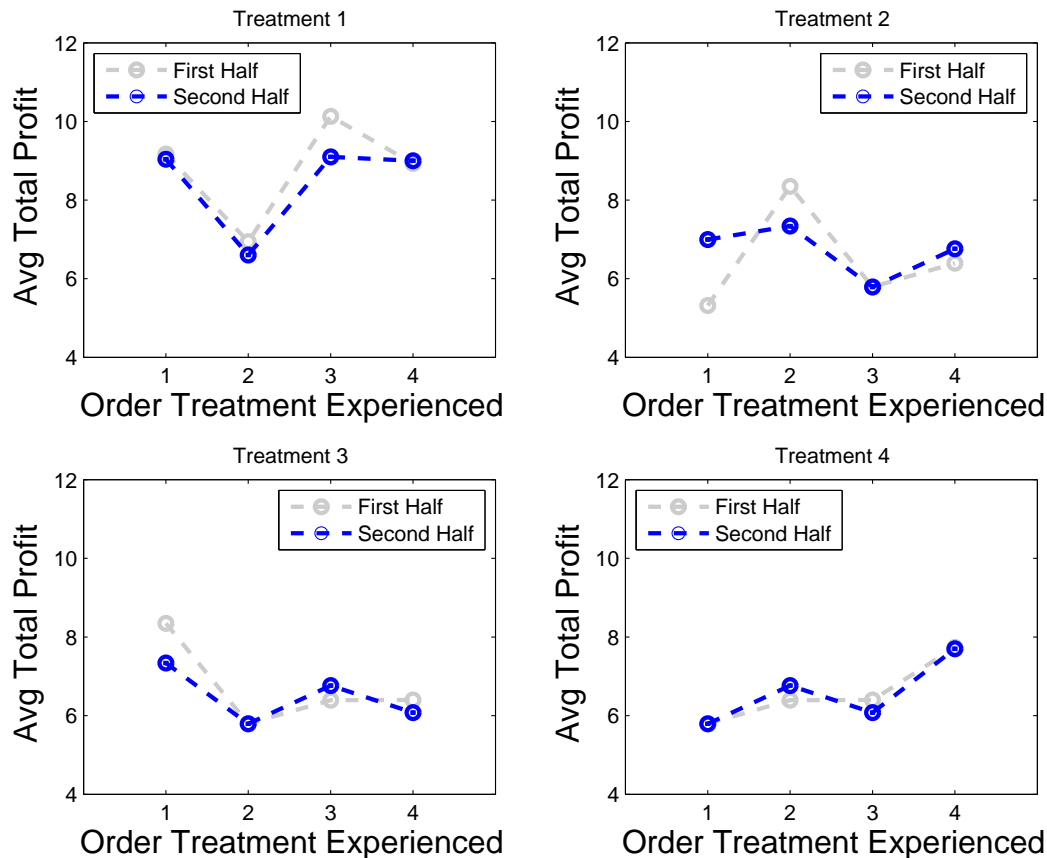 Treatment 1
12
10
8
6
4
Avg Total Profit
First Half
Second Half
1 2 3 4
Order Treatment Experienced
Treatment 2
12
10
8
6
4
Avg Total Profit
First Half
Second Half
1 2 3 4
Order Treatment Experienced
Treatment 3
12
10
8
6
4
Avg Total Profit
First Half
Second Half
1 2 3 4
Order Treatment Experienced
Treatment 4
12
10
8
6
4
Avg Total Profit
First Half
Second Half
1 2 3 4
Order Treatment Experienced